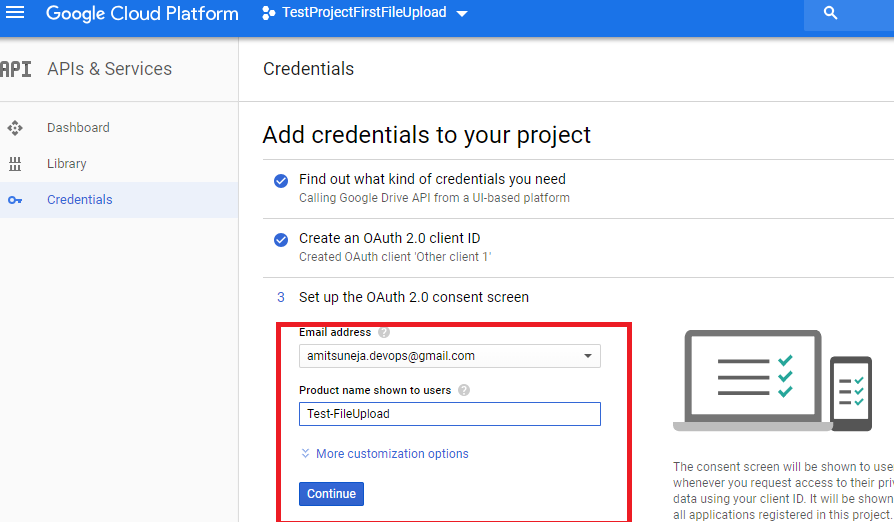 Google Cloud Platform
TestProjectFirstFileUpload
API
APIs & Services
Credentials
Dashboard
Library
Credentials
Add credentials to your project
Find out what kind of credentials you need
Calling Google Drive API from a UI-based platform
Create an OAuth 2.0 client ID
Created OAuth client 'Other client 1'
3 Set up the OAuth 2.0 consent screen
Email address ?
amitsuneja.devops@gmail.com
Product name shown to users ?
Test-FileUpload
More customization options
Continue
The consent screen will be shown to use
whenever you request access to their pri
data using your client ID. It will be shown
all applications registered in this project.